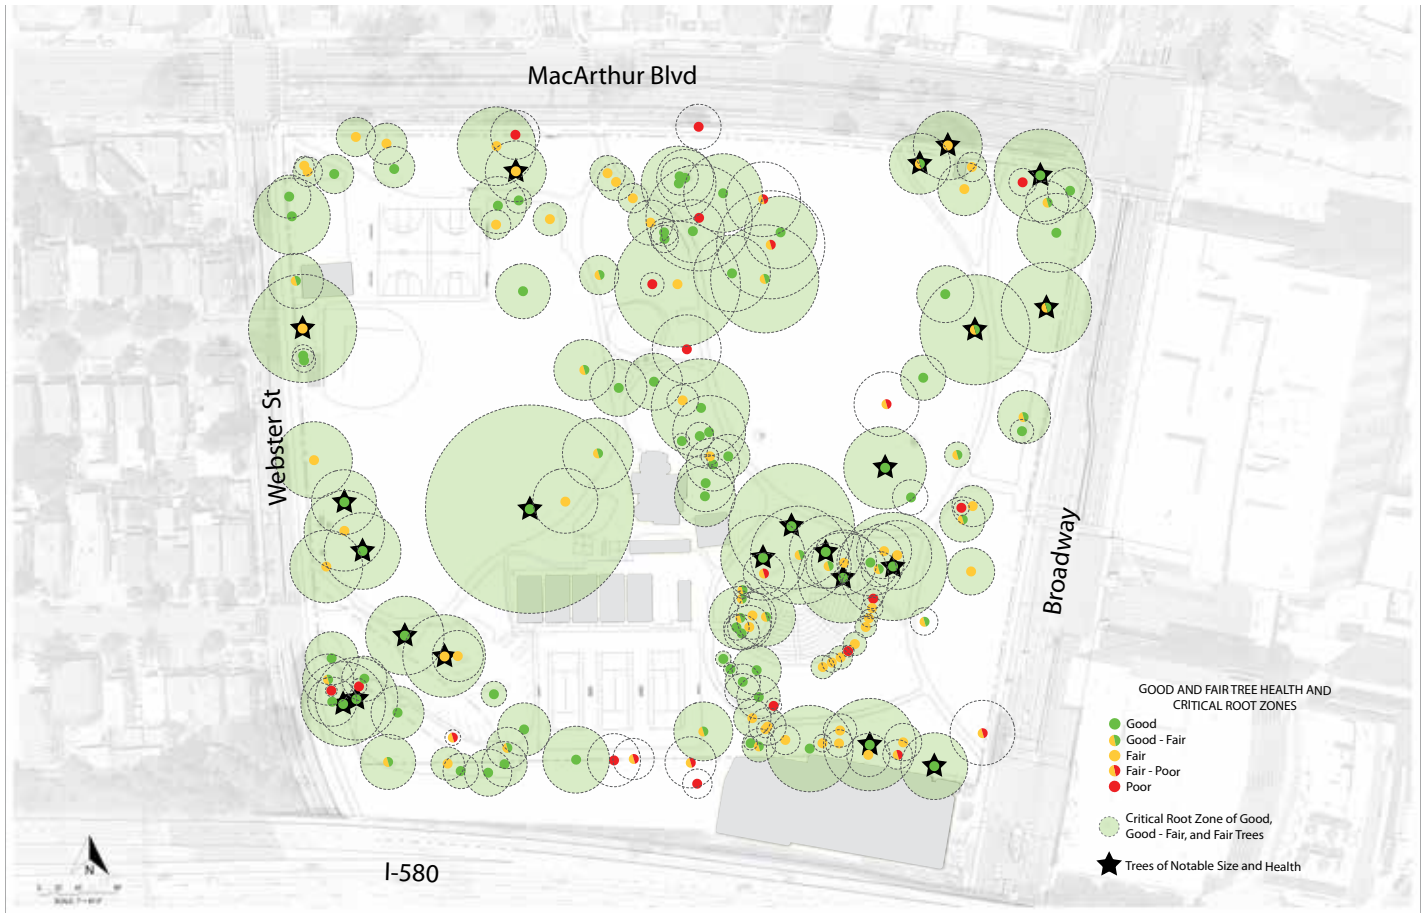 MacArthur Blvd
Webster St
Broadway
GOOD AND FAIR TREE HEALTH AND
CRITICAL ROOT ZONES
Good
Good - Fair
Fair
Fair - Poor
Poor
Critical Root Zone of Good,
Good - Fair, and Fair Trees
Trees of Notable Size and Health
I-580
N